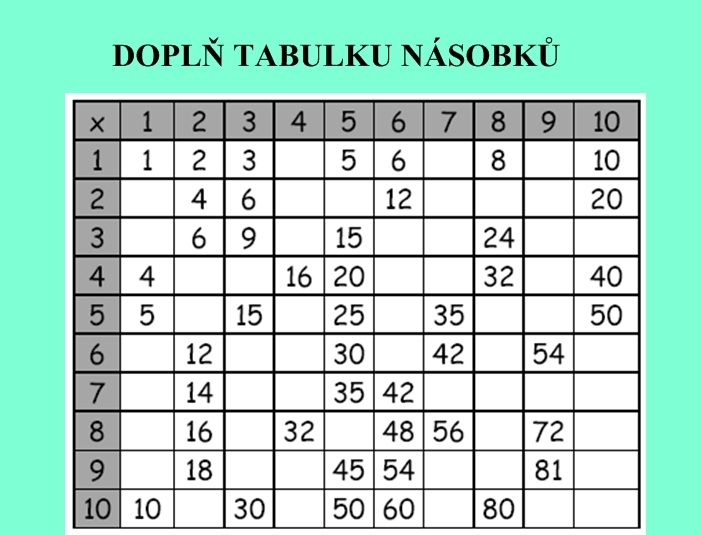 DOPLŇ TABULKU NÁSOBKŮ
x 1 2 3 4 5 6 7 8 9 10
1 1 2 3 5 6 8 10
2 4 6 12 20
3 6 9 15 24
4 4 16 20 32 40
5 5 15 25 35 50
6 12 30 42 54
7 14 35 42
8 16 32 48 56 72
9 18 45 54 81
10 10 30 50 60 80